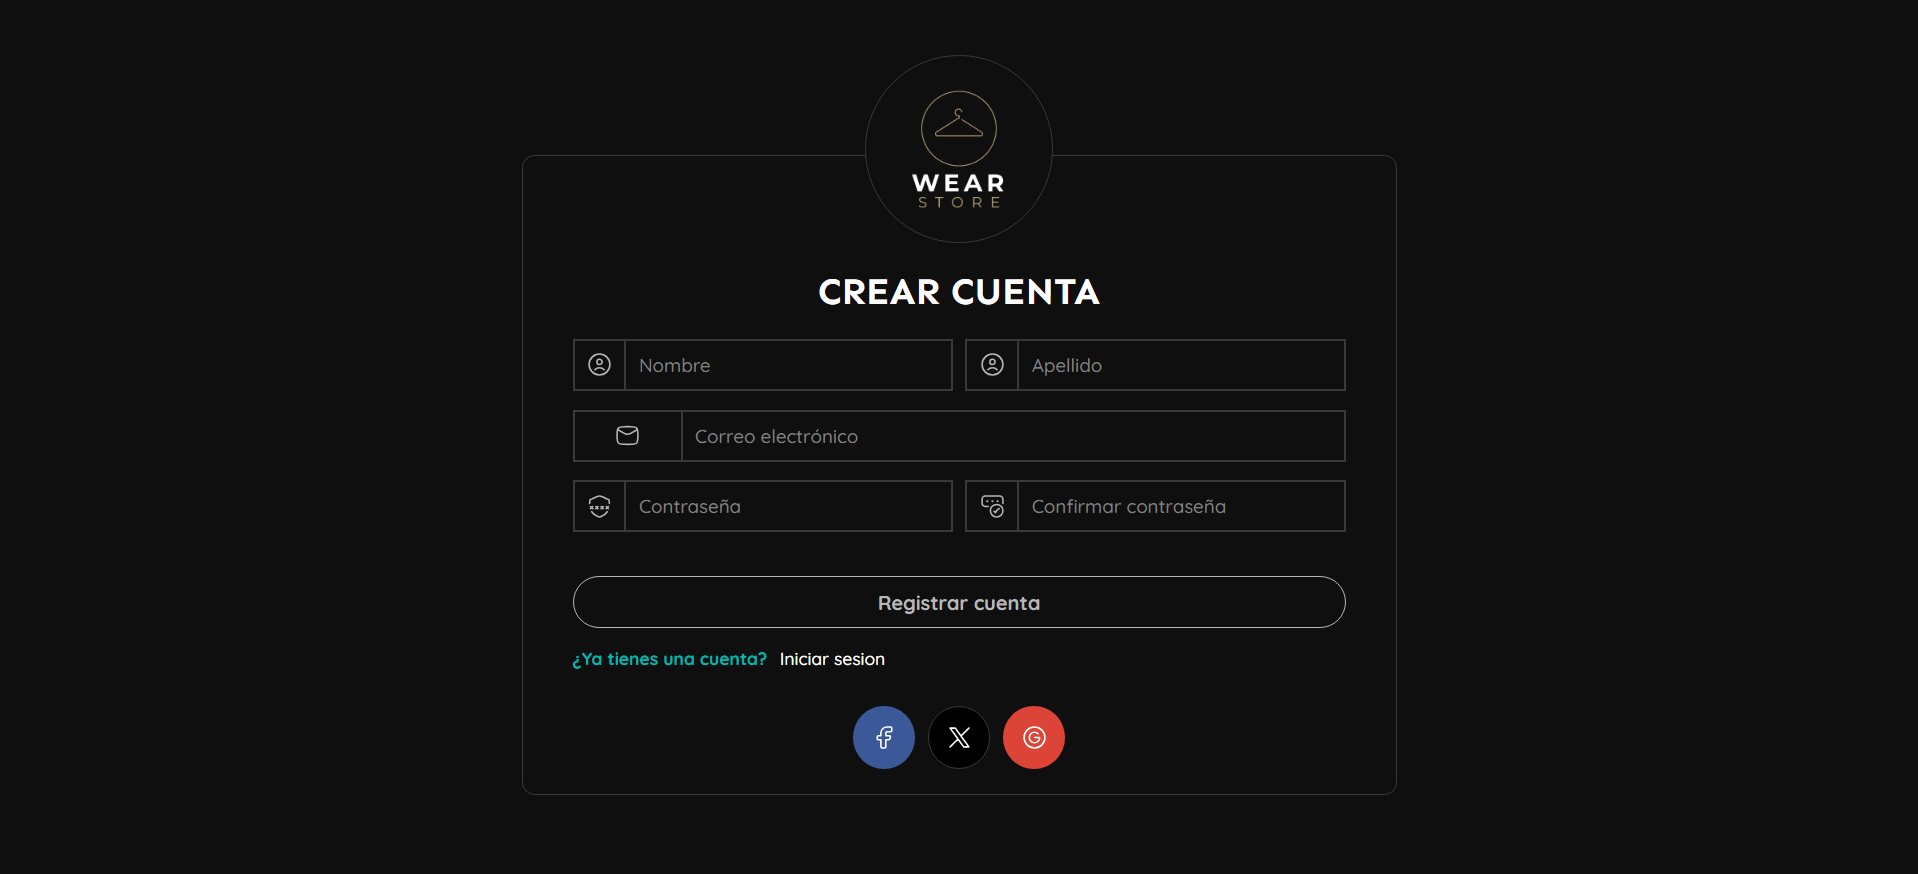 WEAR
STORE
CREAR CUENTA
Nombre
Apellido
Correo electrónico
Contraseña
Confirmar contraseña
Registrar cuenta
¿Ya tienes una cuenta? Iniciar sesion